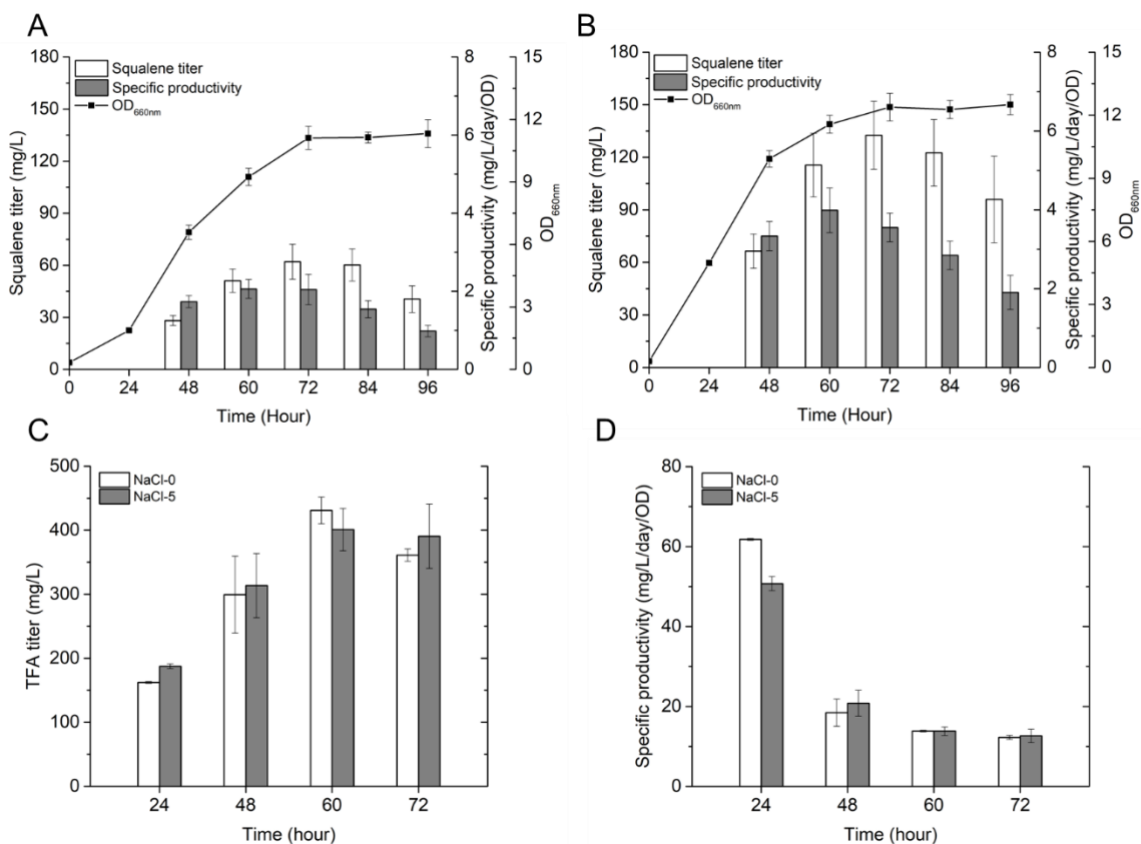 A
Squalene titer
Specific productivity
OD660nm
180
150
120
90
60
30
0
Squalene titer (mg/L)
8
6
4
2
0
Specific productivity (mg/L/day/OD)
15
12
9
6
3
0
OD660nm
0 24 48 60 72 84 96
Time (Hour)
B
Squalene titer
Specific productivity
OD660nm
180
150
120
90
60
30
0
Squalene titer (mg/L)
8
6
4
2
0
Specific productivity (mg/L/day/OD)
15
12
9
6
3
0
OD660nm
0 24 48 60 72 84 96
Time (Hour)
C
NaCl-0
NaCl-5
500
400
300
200
100
0
TFA titer (mg/L)
24 48 60 72
Time (hour)
D
NaCl-0
NaCl-5
80
60
40
20
0
Specific productivity (mg/L/day/OD)
24 48 60 72
Time (hour)